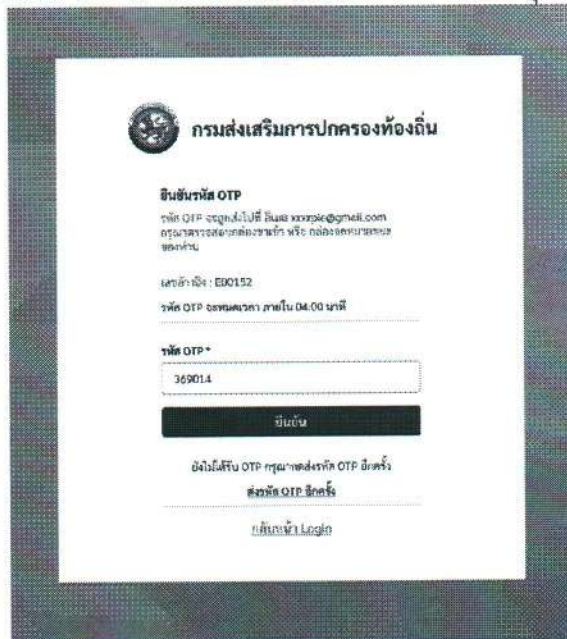 กรมส่งเสริมการปกครองท้องถิ่น
ยืนยันรหัส OTP
รหัส OTP จะถูกส่งไปที่ อีเมล xxxxple@gmail.com
กรุณาตรวจสอบกล่องขาเข้า หรือ กล่องจดหมายขยะ
ของท่าน
เลขอ้างอิง : E00152
รหัส OTP จะหมดเวลา ภายใน 04:00 นาที
รหัส OTP *
369014
ยืนยัน
ยังไม่ได้รับ OTP กรุณากดส่งรหัส OTP อีกครั้ง
ส่งรหัส OTP อีกครั้ง
กลับหน้า Login